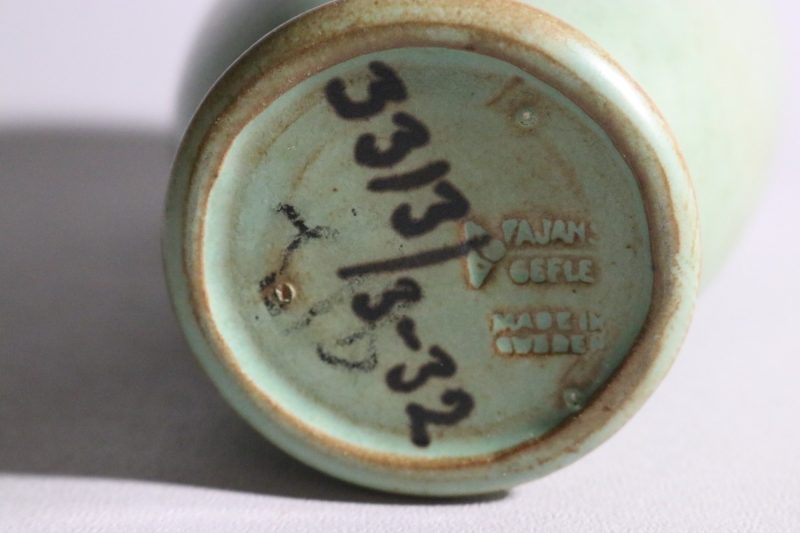 33/3/3-32
FAJANS
GEFLE
MADE IN
SWEDEN